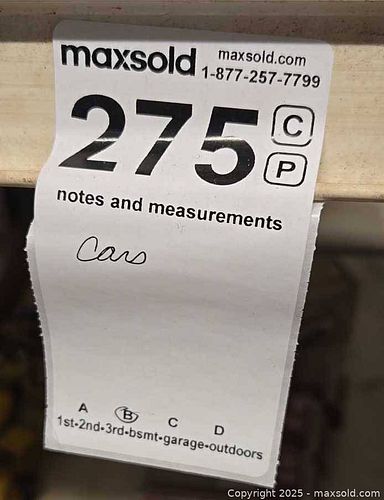 maxsold maxsold.com
1-877-257-7799
275 C
P
notes and measurements
Cars
A B C D
1st-2nd-3rd-bsmt-garage-outdoors
Copyright 2025 - maxsold.com